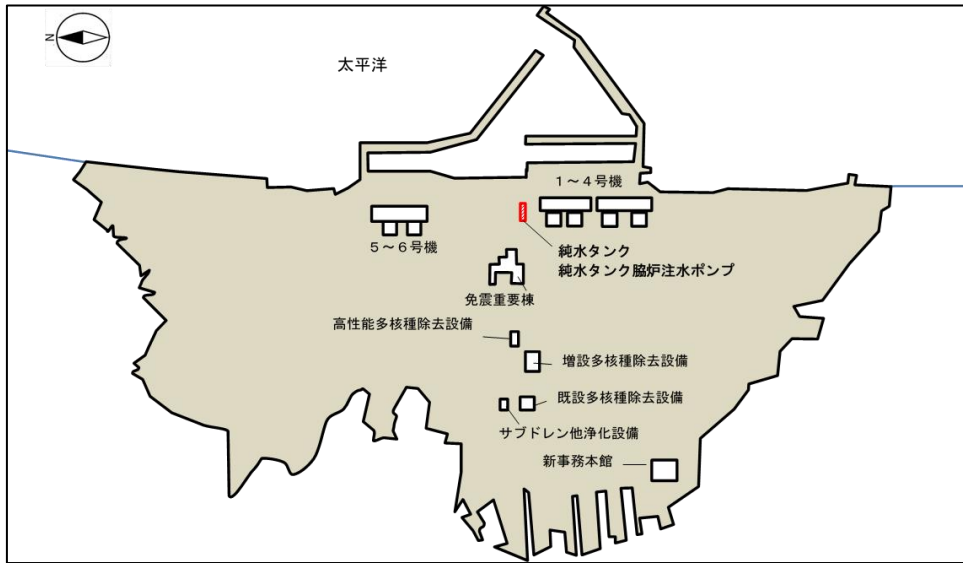 N
太平洋
１～４号機
５～６号機
純水タンク
純水タンク脇炉注水ポンプ
免震重要棟
高性能多核種除去設備
増設多核種除去設備
既設多核種除去設備
サブドレン他浄化設備
新事務本館